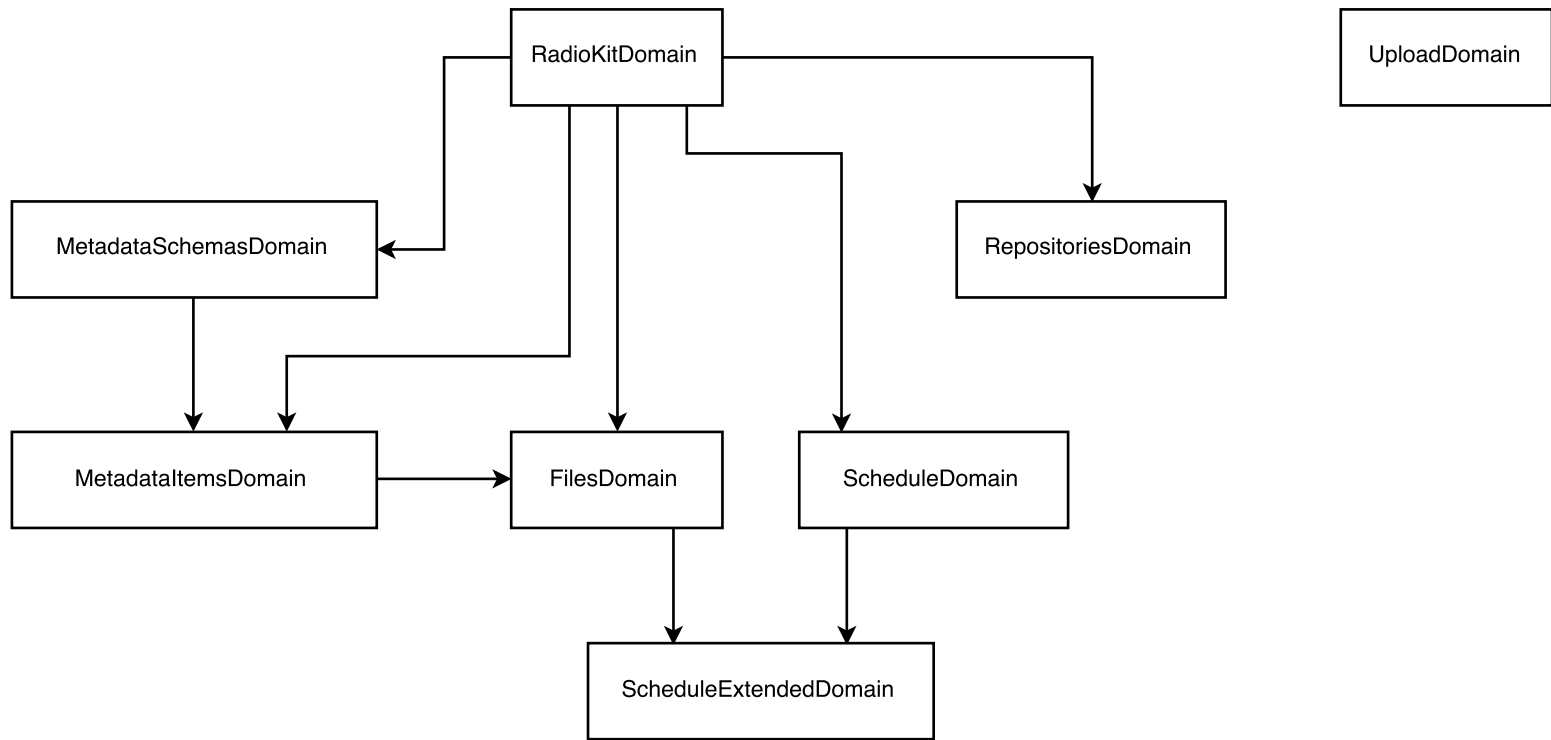 RadioKitDomain
UploadDomain
MetadataSchemasDomain
RepositoriesDomain
MetadataItemsDomain
FilesDomain
ScheduleDomain
ScheduleExtendedDomain